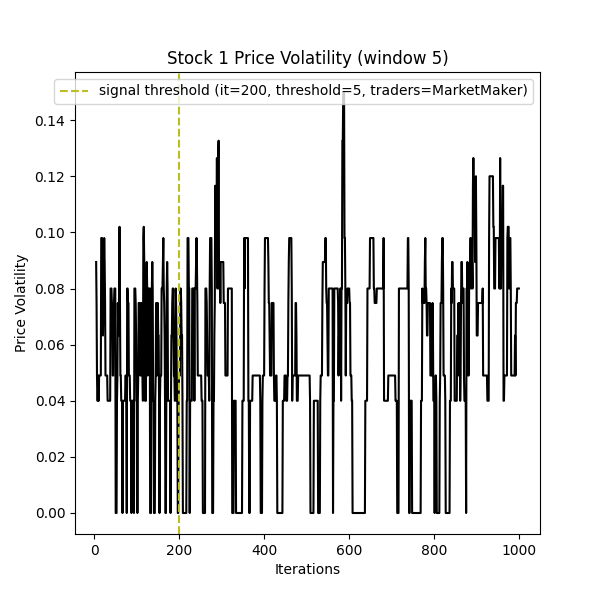 Stock 1 Price Volatility (window 5)
signal threshold (it=200, threshold=5, traders=MarketMaker)
0.14
0.12
0.10
0.08
0.06
0.04
0.02
0.00
Price Volatility
0 200 400 600 800 1000
Iterations